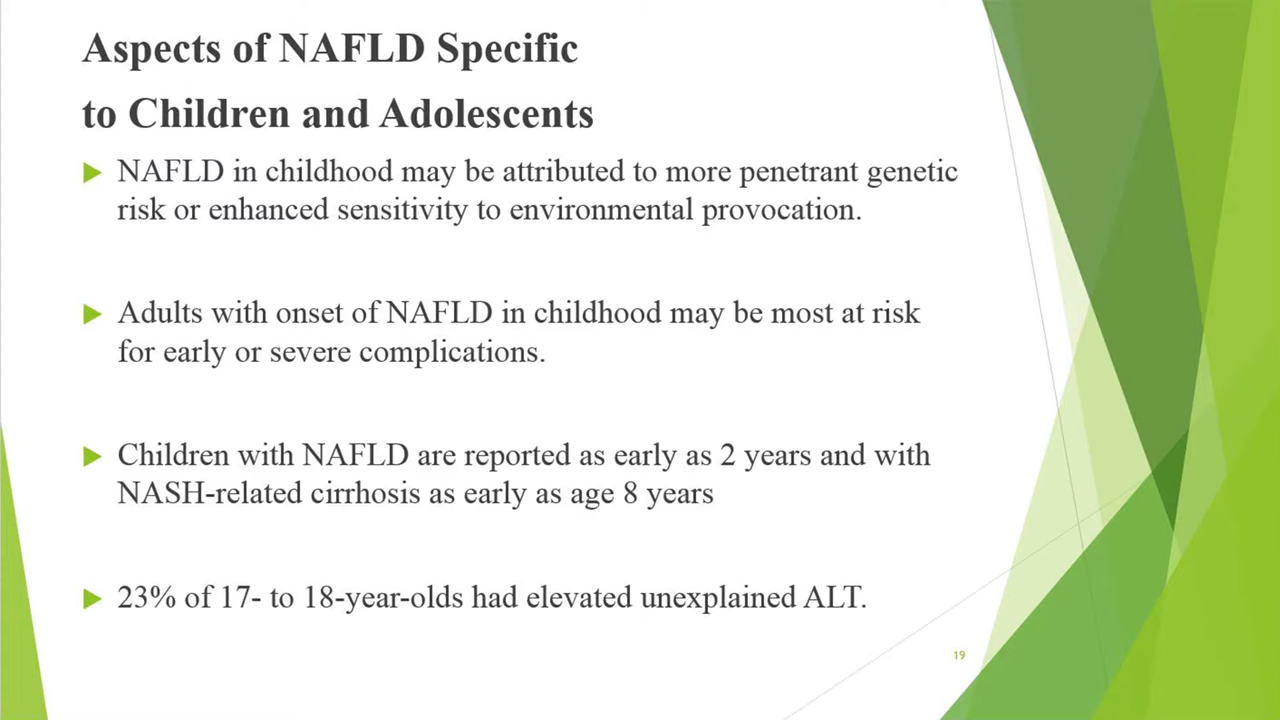 Aspects of NAFLD Specific
to Children and Adolescents
NAFLD in childhood may be attributed to more penetrant genetic
risk or enhanced sensitivity to environmental provocation.
Adults with onset of NAFLD in childhood may be most at risk
for early or severe complications.
Children with NAFLD are reported as early as 2 years and with
NASH-related cirrhosis as early as age 8 years
23% of 17- to 18-year-olds had elevated unexplained ALT.
19